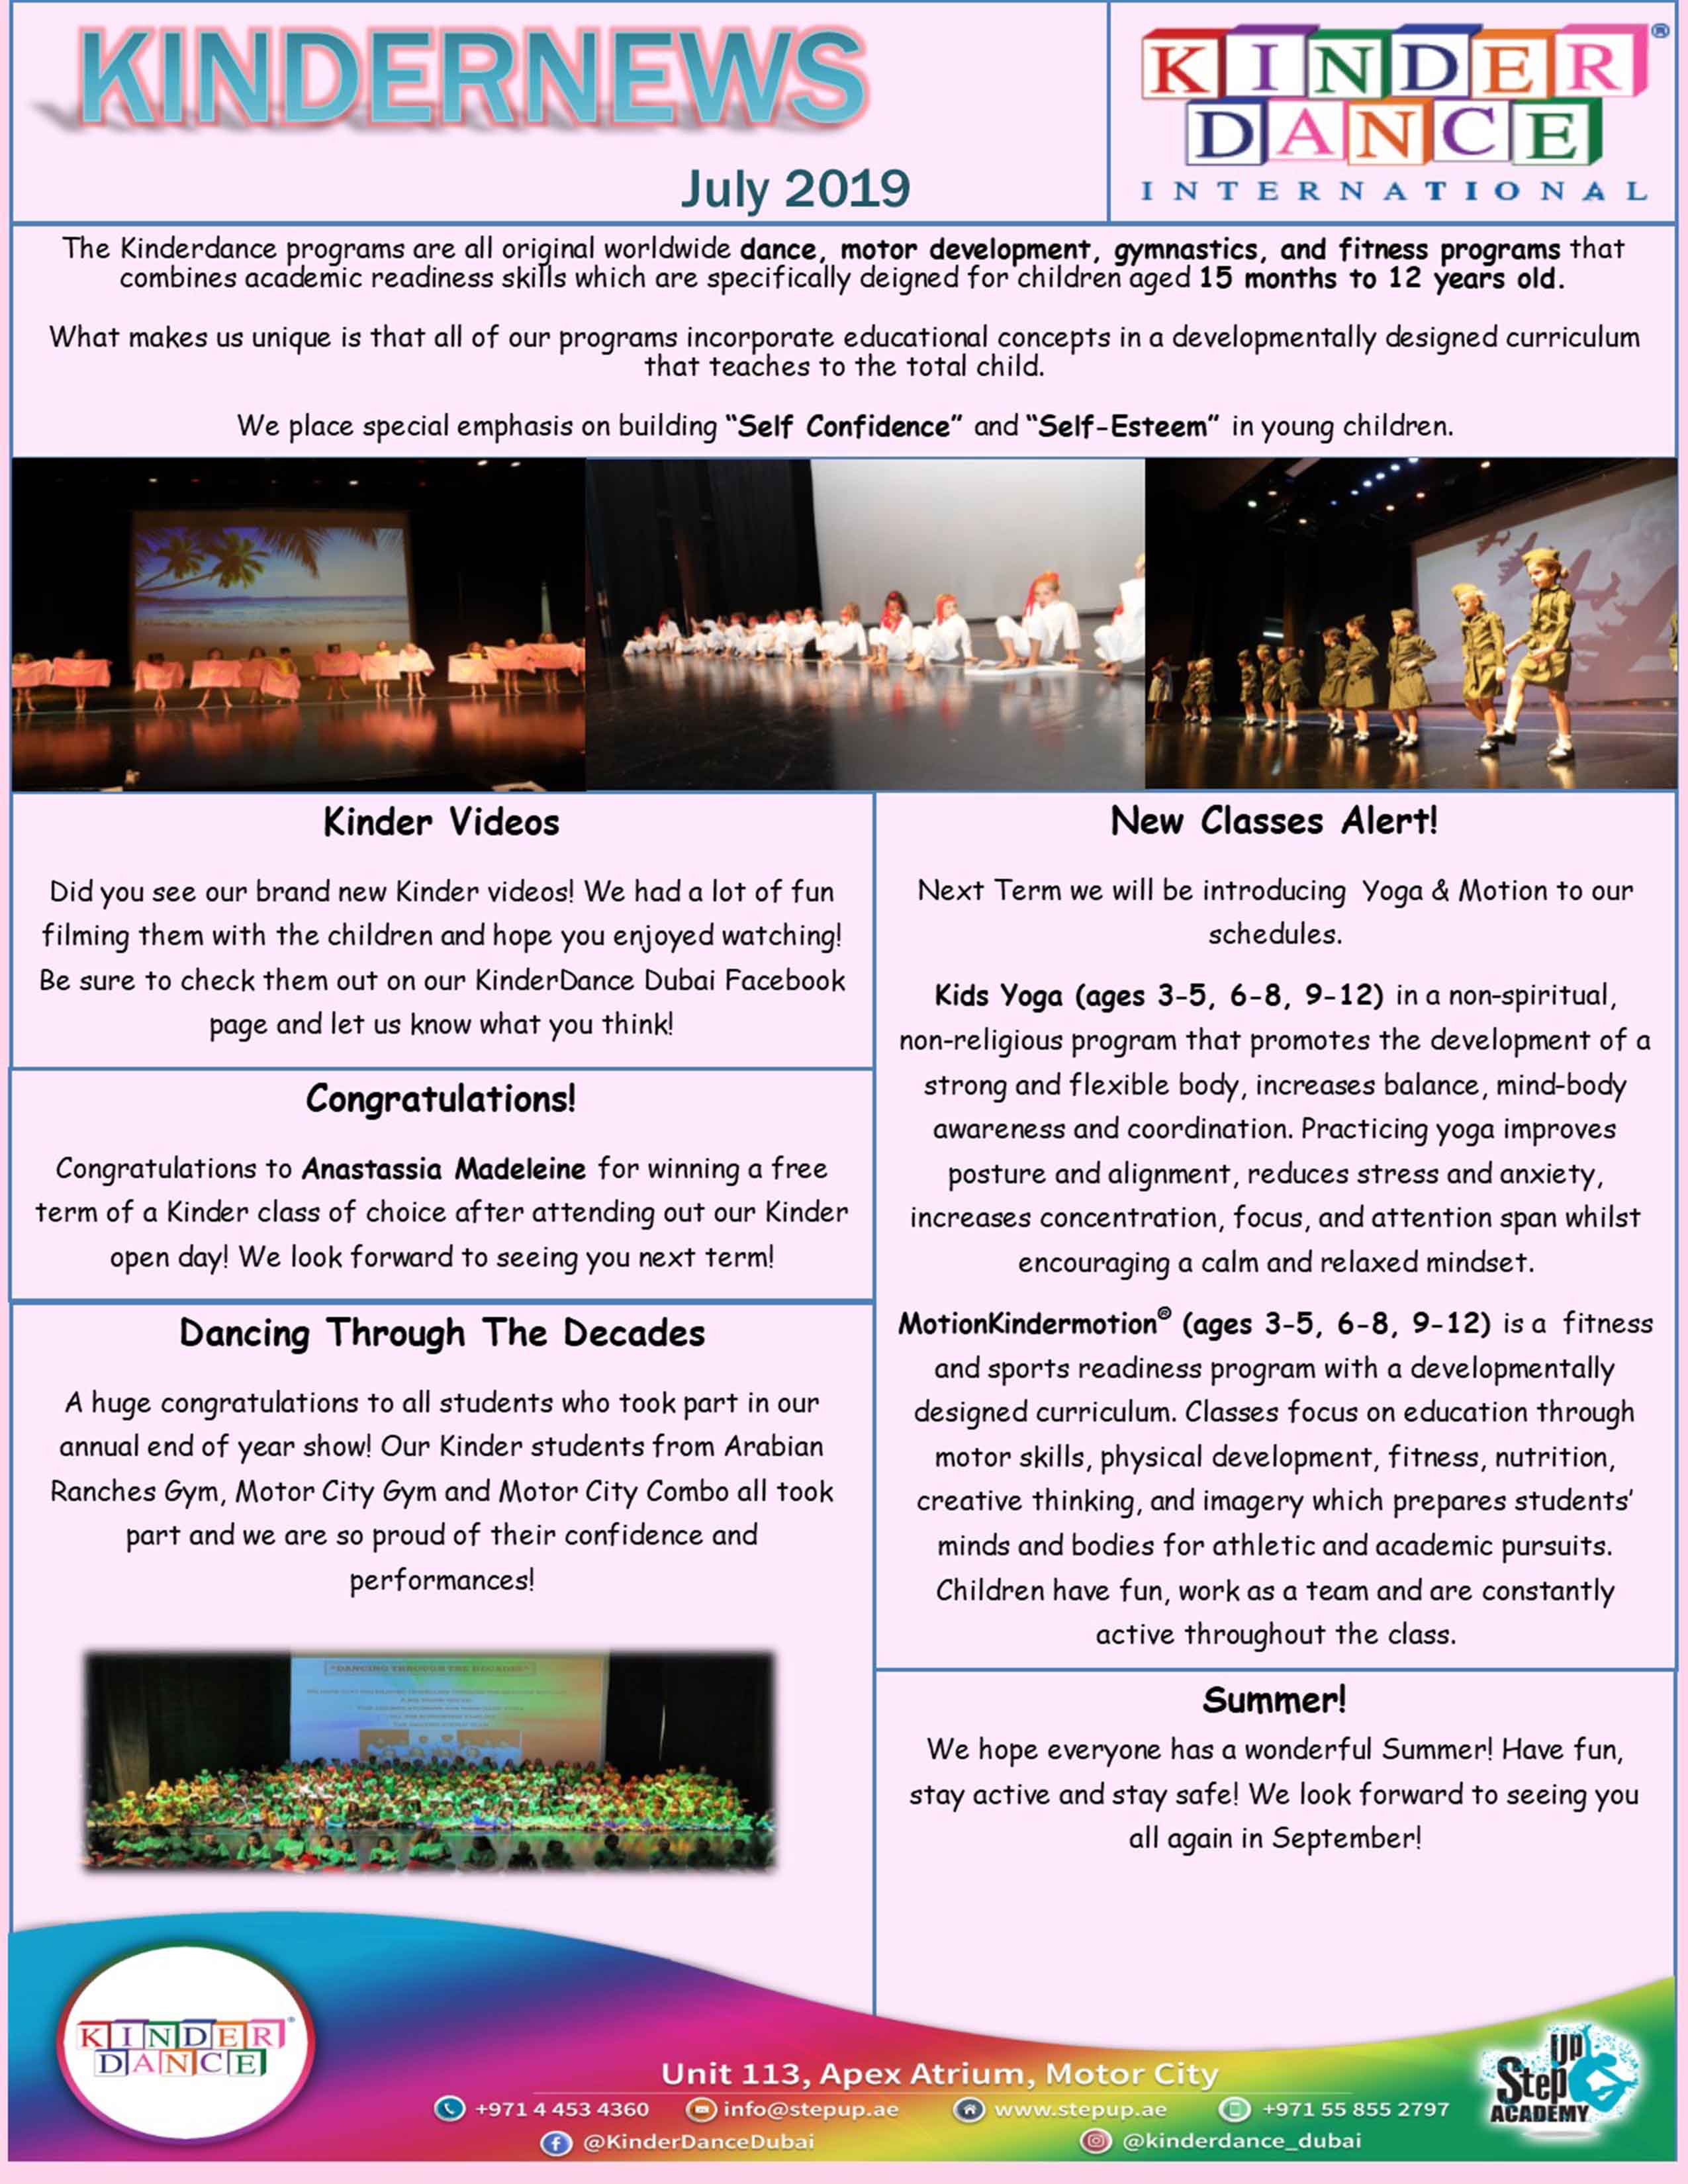 KINDERNEWS
July 2019
KINDER®
DANCE
INTERNATIONAL
The Kinderdance programs are all original worldwide dance, motor development, gymnastics, and fitness programs that
combines academic readiness skills which are specifically deigned for children aged 15 months to 12 years old.
What makes us unique is that all of our programs incorporate educational concepts in a developmentally designed curriculum
that teaches to the total child.
We place special emphasis on building “Self Confidence” and “Self-Esteem” in young children.
Kinder Videos
Did you see our brand new Kinder videos! We had a lot of fun
filming them with the children and hope you enjoyed watching!
Be sure to check them out on our KinderDance Dubai Facebook
page and let us know what you think!
Congratulations!
Congratulations to Anastassia Madeleine for winning a free
term of a Kinder class of choice after attending out our Kinder
open day! We look forward to seeing you next term!
Dancing Through The Decades
A huge congratulations to all students who took part in our
annual end of year show! Our Kinder students from Arabian
Ranches Gym, Motor City Gym and Motor City Combo all took
part and we are so proud of their confidence and
performances!
"DANCING THROUGH THE DECADES"
New Classes Alert!
Next Term we will be introducing Yoga & Motion to our
schedules.
Kids Yoga (ages 3-5, 6-8, 9-12) in a non-spiritual,
non-religious program that promotes the development of a
strong and flexible body, increases balance, mind-body
awareness and coordination. Practicing yoga improves
posture and alignment, reduces stress and anxiety,
increases concentration, focus, and attention span whilst
encouraging a calm and relaxed mindset.
MotionKindermotion® (ages 3-5, 6-8, 9-12) is a fitness
and sports readiness program with a developmentally
designed curriculum. Classes focus on education through
motor skills, physical development, fitness, nutrition,
creative thinking, and imagery which prepares students’
minds and bodies for athletic and academic pursuits.
Children have fun, work as a team and are constantly
active throughout the class.
Summer!
We hope everyone has a wonderful Summer! Have fun,
stay active and stay safe! We look forward to seeing you
all again in September!
KINDER®
DANCE
Unit 113, Apex Atrium, Motor City
+971 4 453 4360 info@stepup.ae www.stepup.ae +971 55 855 2797
@KinderDanceDubai @kinderdance_dubai
Step UP
ACADEMY